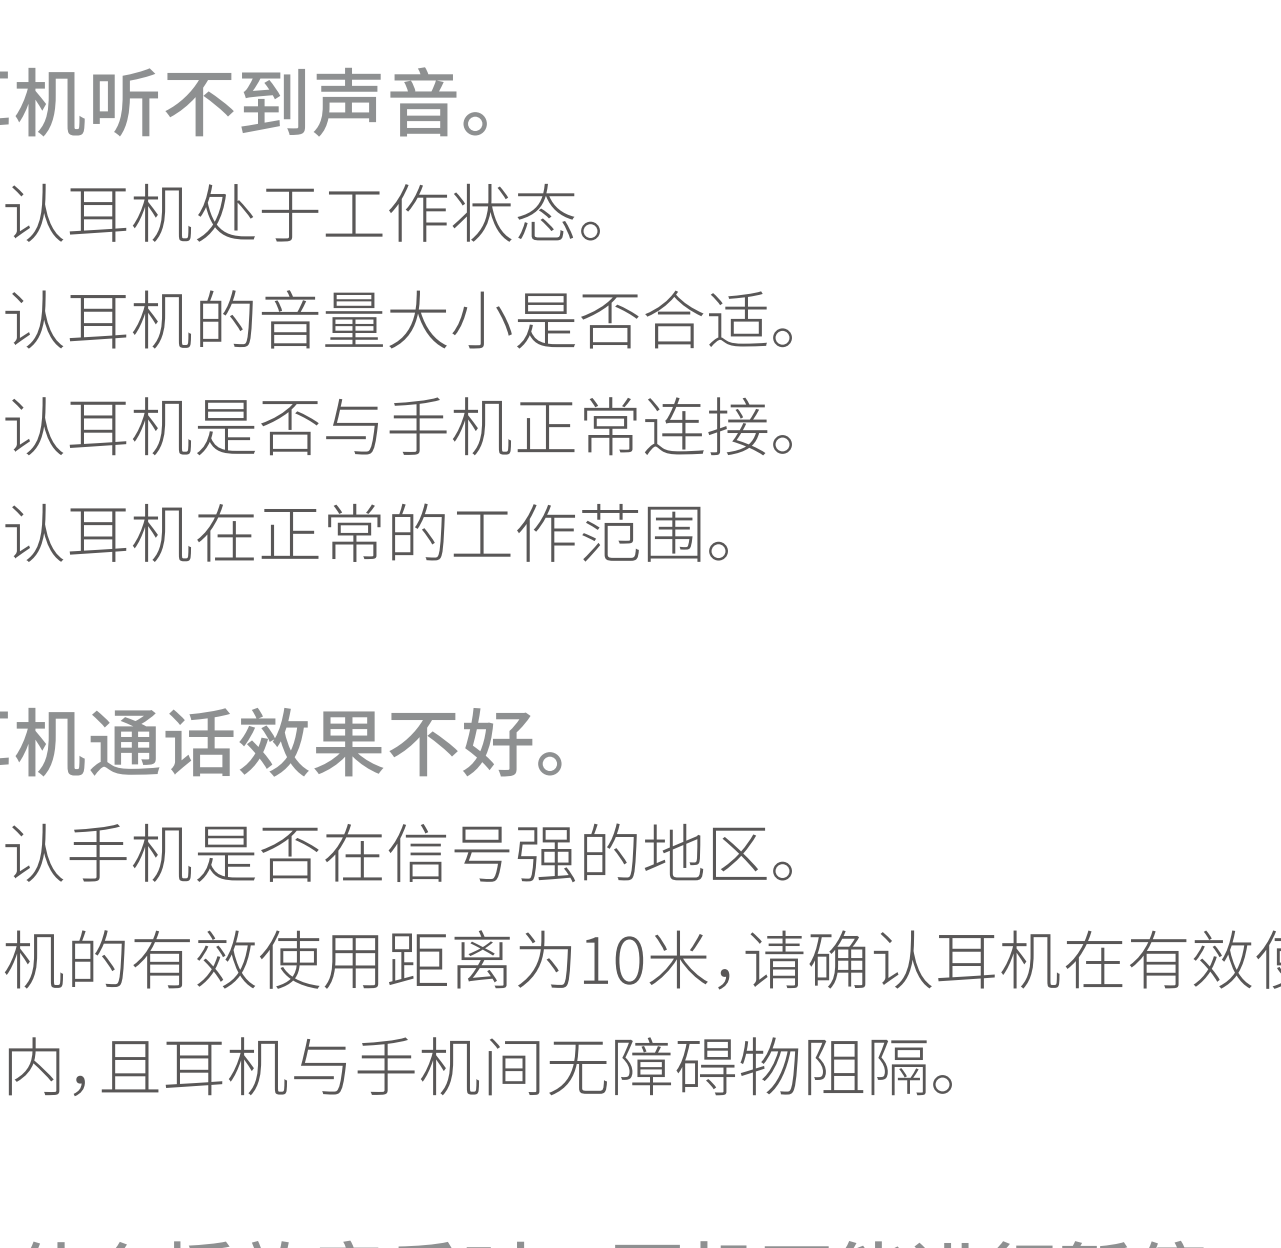 机听不到声音。
认耳机处于工作状态。
认耳机的音量大小是否合适。
认耳机是否与手机正常连接。
认耳机在正常的工作范围。
机通话效果不好。
认手机是否在信号强的地区。
机的有效使用距离为10米，请确认耳机在有效
内，且耳机与手机间无障碍物阻隔。